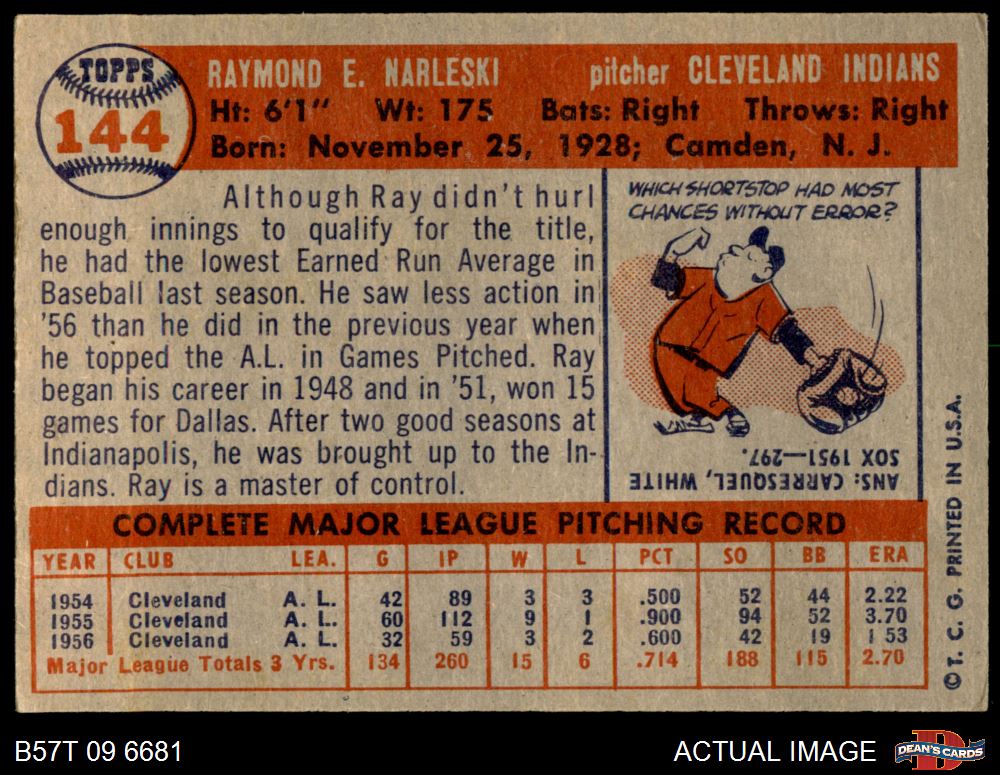 TOPPS
144
RAYMOND E. NARLESKI pitcher CLEVELAND INDIANS
Ht: 6'1" Wt: 175 Bats: Right Throws: Right
Born: November 25, 1928; Camden, N. J.
Although Ray didn't hurl
enough innings to qualify for the title,
he had the lowest Earned Run Average in
Baseball last season. He saw less action in
'56 than he did in the previous year when
he topped the A.L. in Games Pitched. Ray
began his career in 1948 and in '51, won 15
games for Dallas. After two good seasons at
Indianapolis, he was brought up to the In-
dians. Ray is a master of control.
WHICH SHORTSTOP HAD MOST
CHANCES WITHOUT ERROR?
ANS: CARRESQUEL, WHITE
SOX 1951—297.
COMPLETE MAJOR LEAGUE PITCHING RECORD
YEAR CLUB LEA. G IP W L PCT SO BB ERA
1954 Cleveland A. L. 42 89 3 3 .500 52 44 2.22
1955 Cleveland A. L. 60 112 9 1 .900 94 52 3.70
1956 Cleveland A. L. 32 59 3 2 .600 42 19 1 53
Major League Totals 3 Yrs. 134 260 15 6 .714 188 115 2.70
©T. C. G. PRINTED IN U.S.A.
B57T 09 6681
ACTUAL IMAGE
D
DEAN'S CARDS